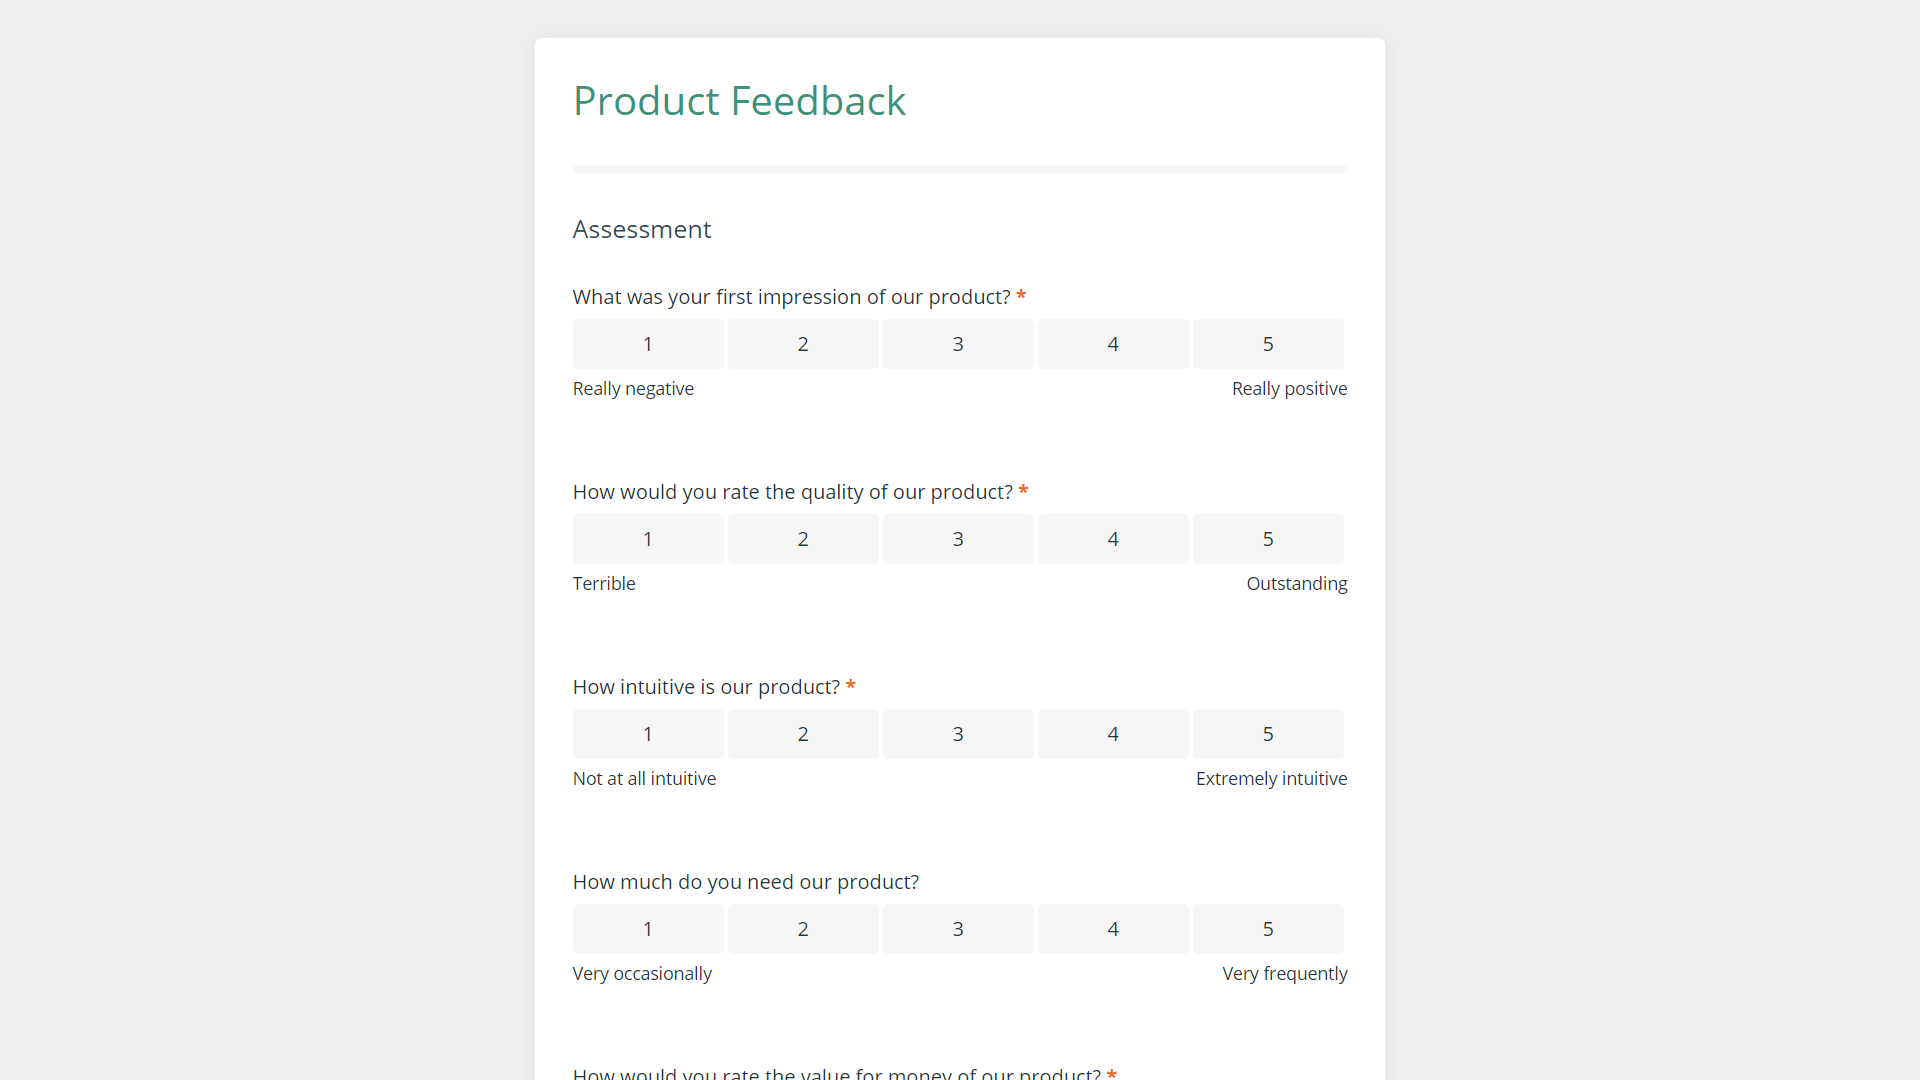 Product Feedback
Assessment
What was your first impression of our product? *
1 2 3 4 5
Really negative Really positive
How would you rate the quality of our product? *
1 2 3 4 5
Terrible Outstanding
How intuitive is our product? *
1 2 3 4 5
Not at all intuitive Extremely intuitive
How much do you need our product?
1 2 3 4 5
Very occasionally Very frequently
How would you rate the value for money of our product? *